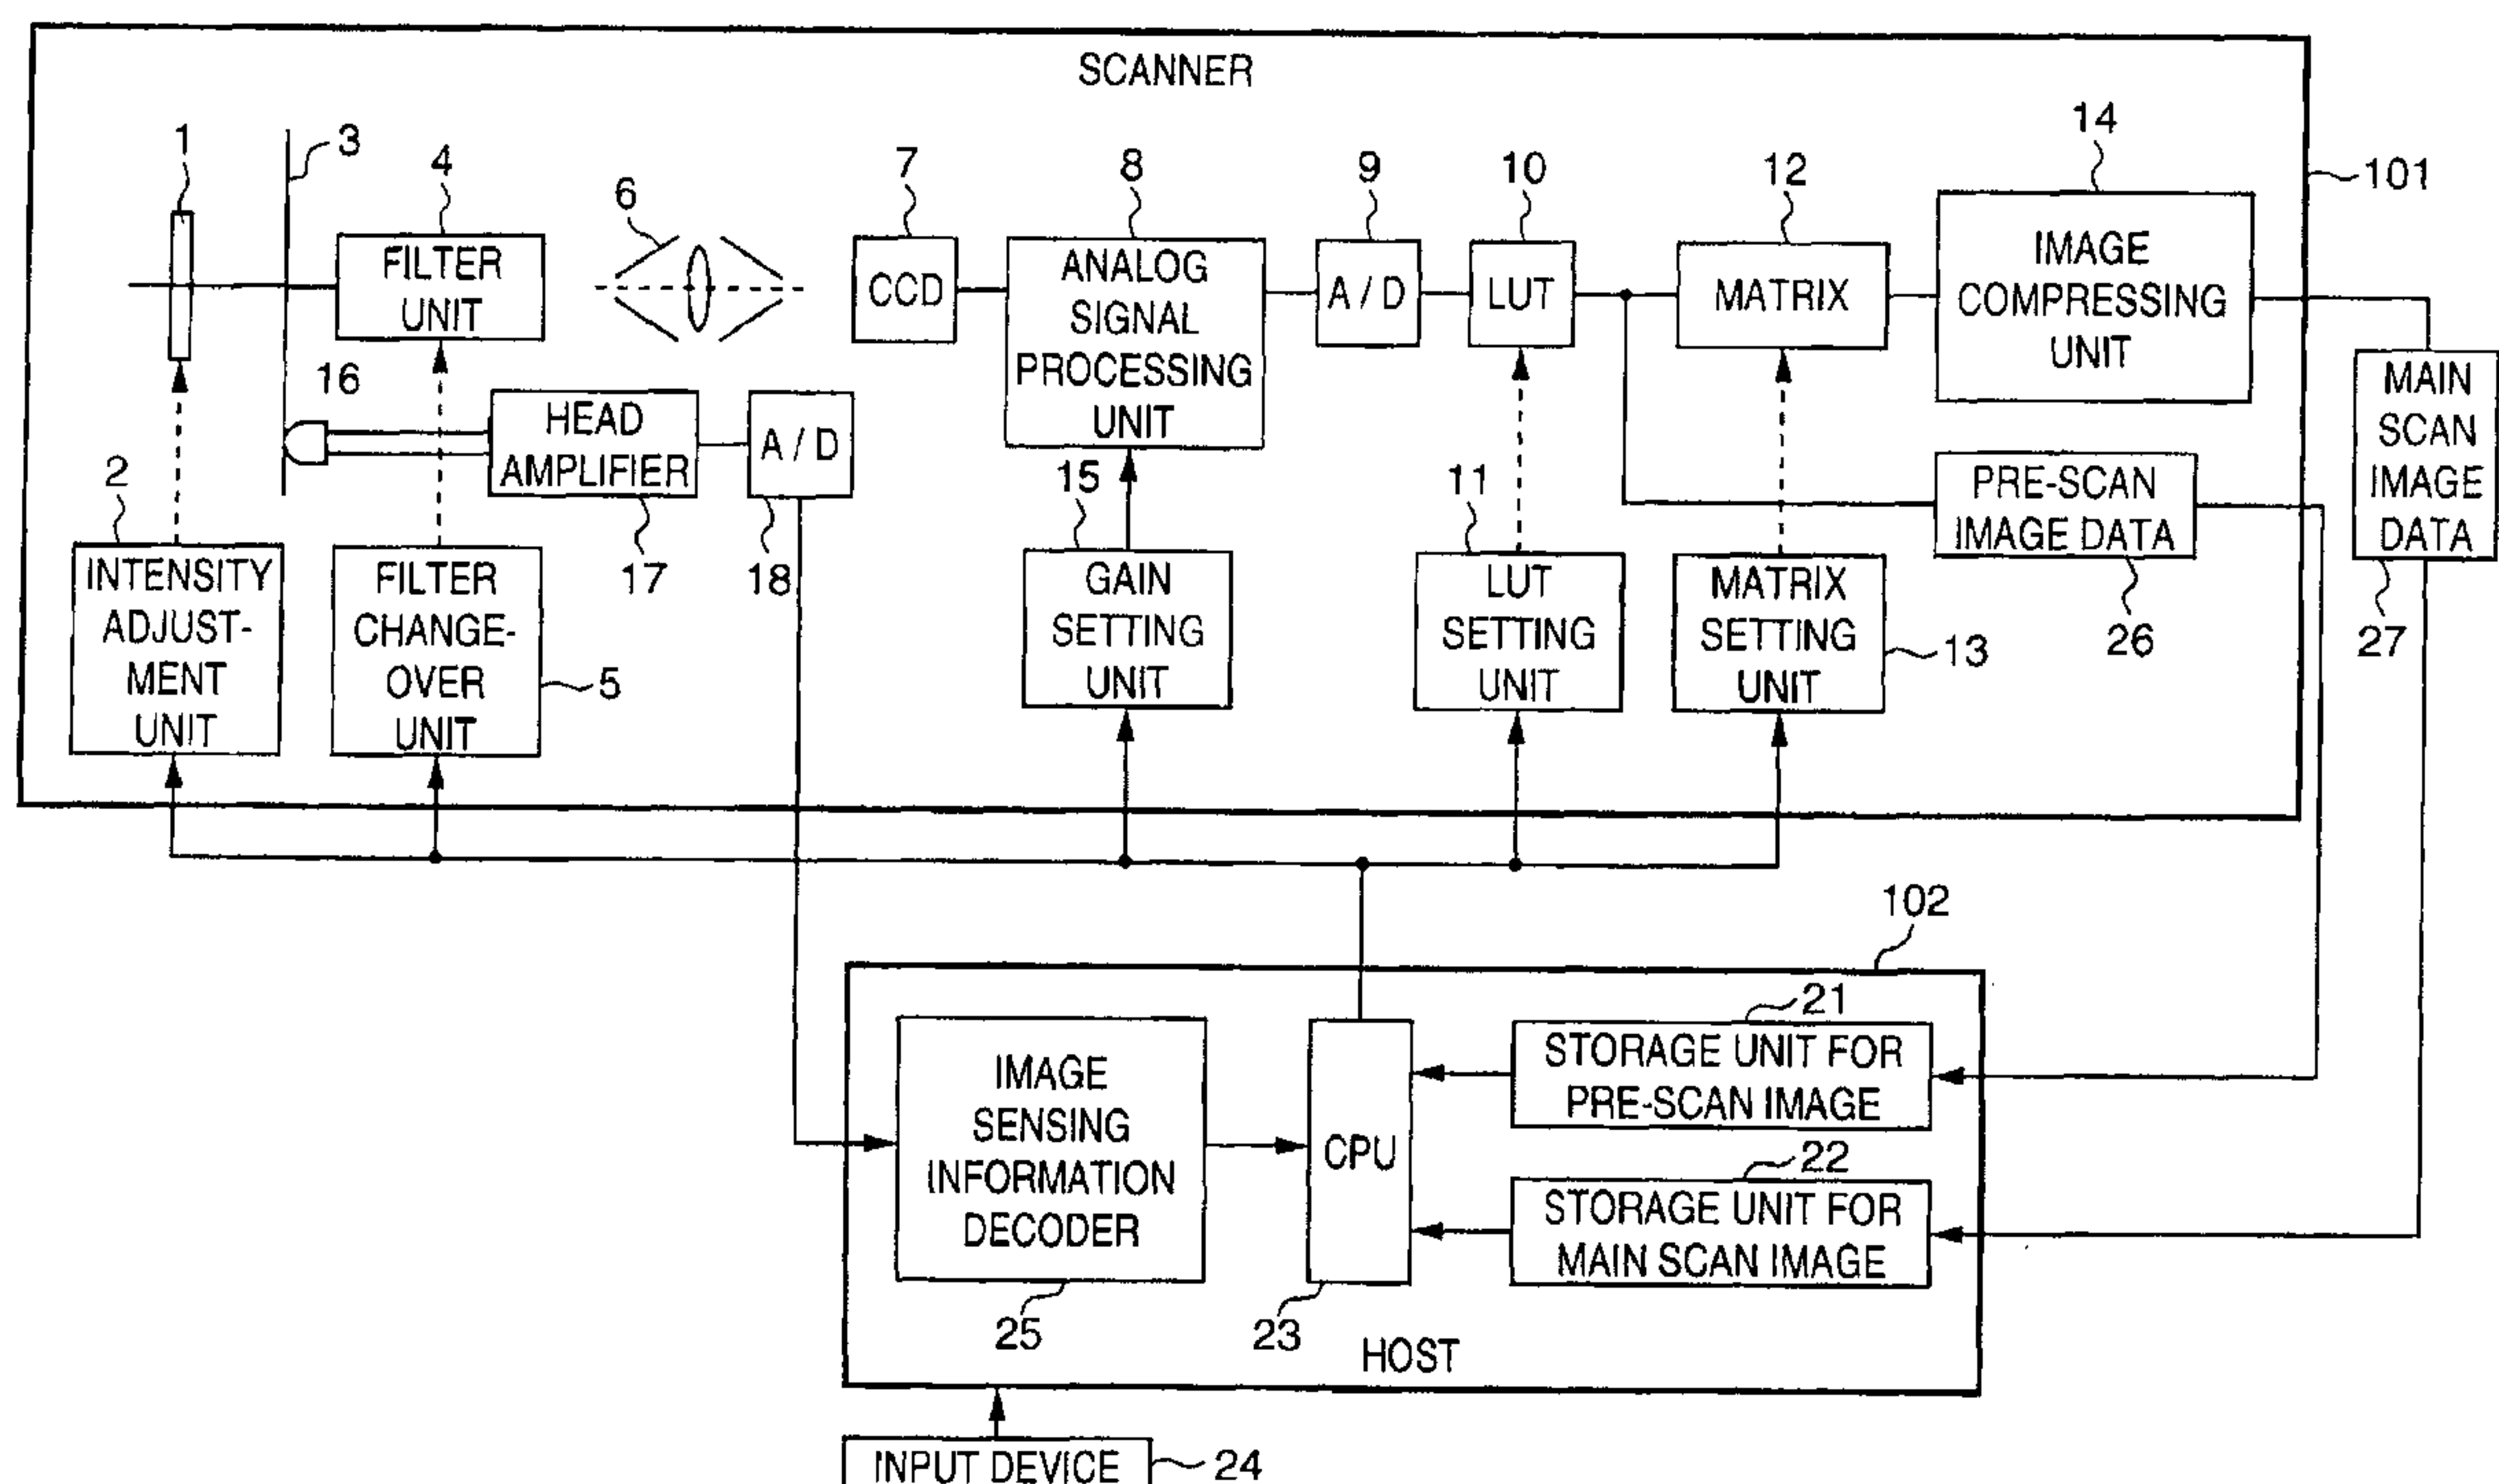 SCANNER
1
3
4
6
7
8
9
10
12
14
101
FILTER
UNIT
CCD
ANALOG
SIGNAL
PROCESSING
UNIT
A / D
LUT
MATRIX
IMAGE
COMPRESSING
UNIT
MAIN
SCAN
IMAGE
DATA
27
16
HEAD
AMPLIFIER
17
A / D
18
2
INTENSITY
ADJUST-
MENT
UNIT
FILTER
CHANGE-
OVER
UNIT
5
15
GAIN
SETTING
UNIT
11
LUT
SETTING
UNIT
MATRIX
SETTING
UNIT
13
PRE-SCAN
IMAGE DATA
26
102
IMAGE
SENSING
INFORMATION
DECODER
25
CPU
23
21
STORAGE UNIT FOR
PRE-SCAN IMAGE
22
STORAGE UNIT FOR
MAIN SCAN IMAGE
HOST
INPUT DEVICE
24